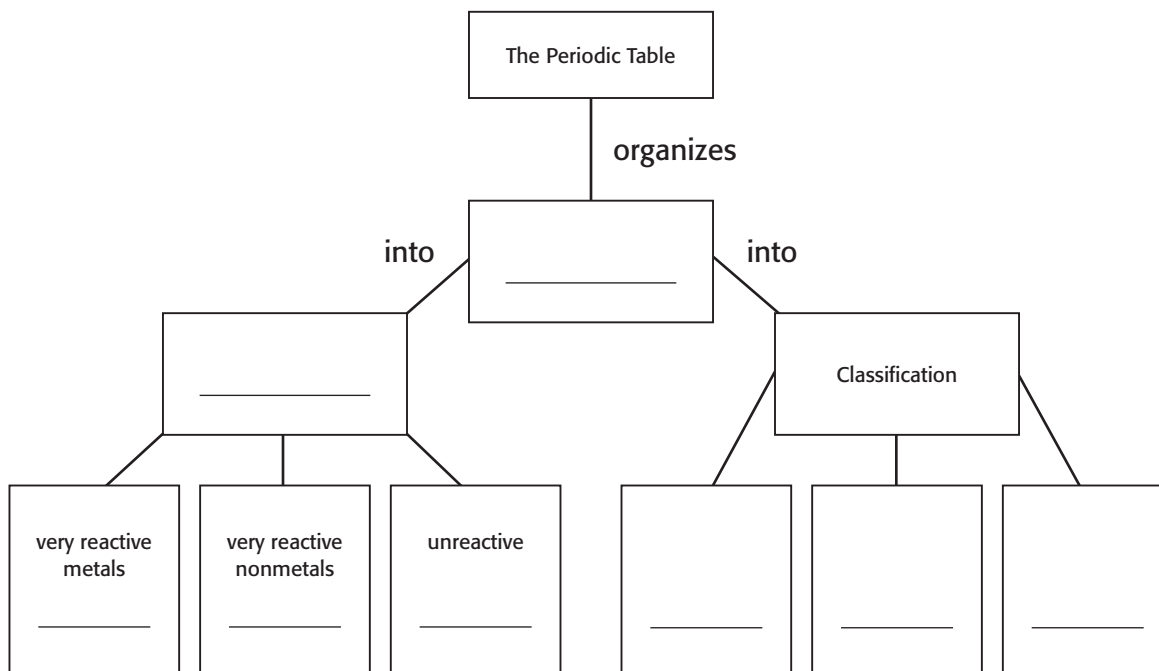 The Periodic Table
organizes
into
into
Classification
very reactive
metals
very reactive
nonmetals
unreactive